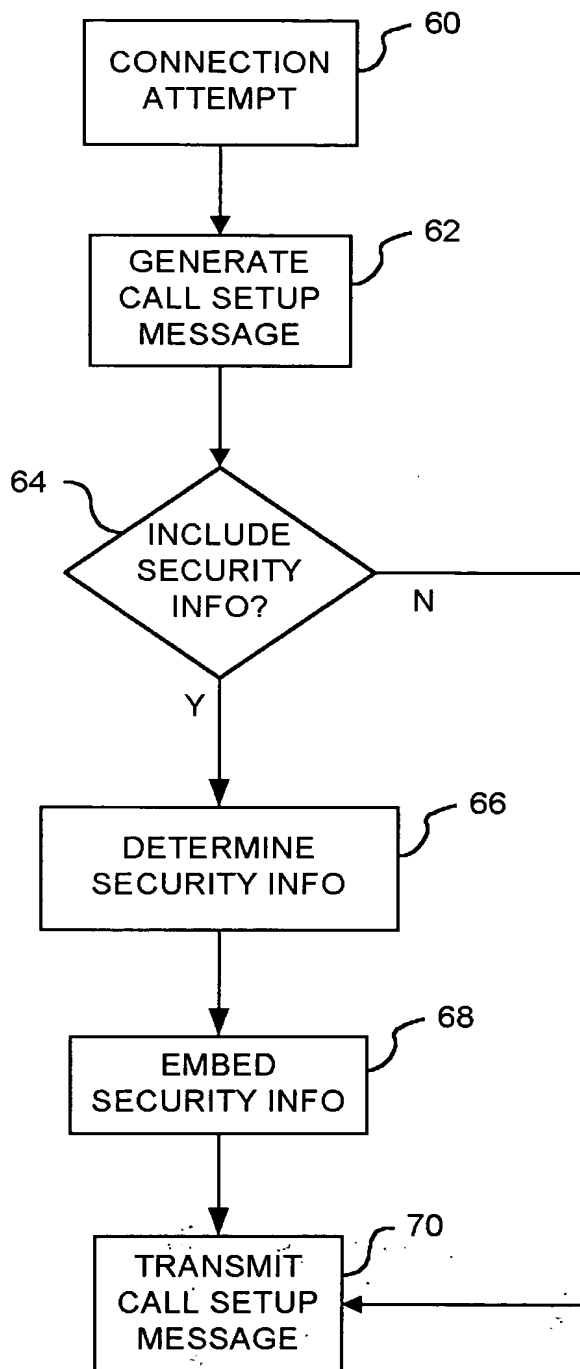 60
CONNECTION
ATTEMPT
62
GENERATE
CALL SETUP
MESSAGE
64
INCLUDE
SECURITY
INFO?
N
Y
66
DETERMINE
SECURITY INFO
68
EMBED
SECURITY INFO
70
TRANSMIT
CALL SETUP
MESSAGE